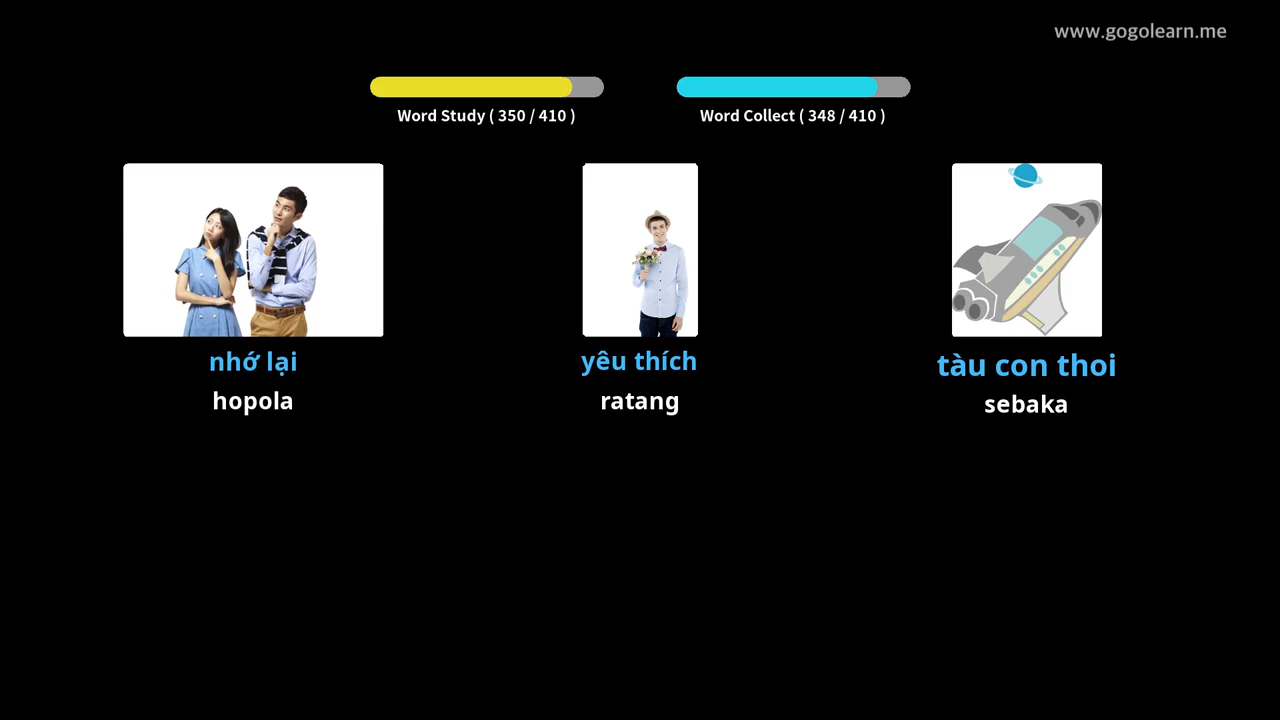 www.gogolearn.me
Word Study ( 350 / 410 )
Word Collect ( 348 / 410 )
nhớ lại
hopola
yêu thích
ratang
tàu con thoi
sebaka